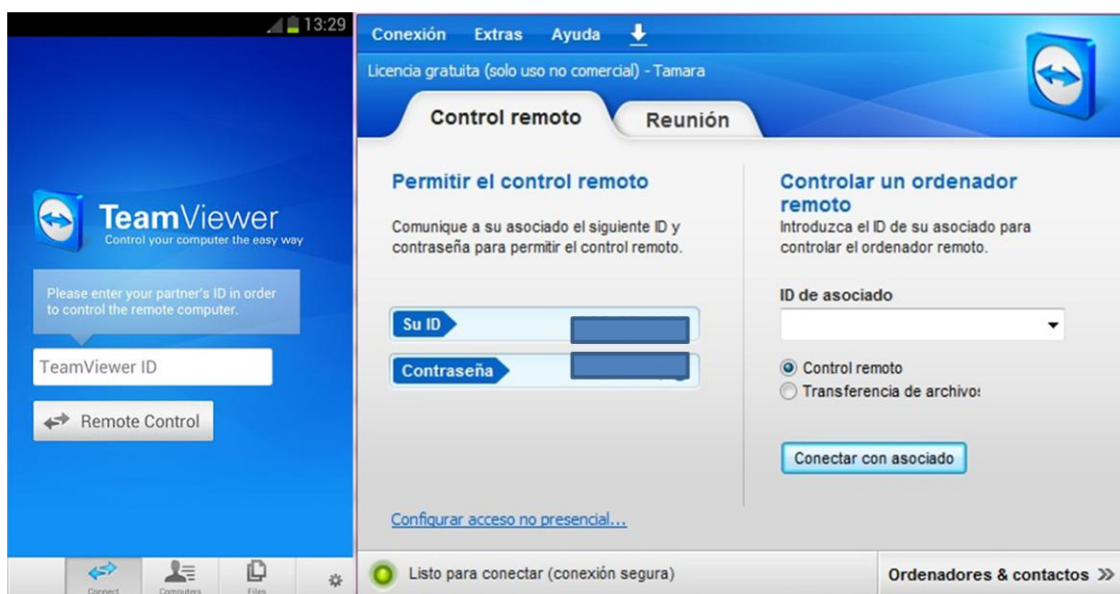 13:29
TeamViewer
Control your computer the easy way
Please enter your partner's ID in order
to control the remote computer.
TeamViewer ID
Remote Control
Connect
Computers
Files
Conexión Extras Ayuda
Licencia gratuita (solo uso no comercial) - Tamara
Control remoto
Reunión
Permitir el control remoto
Comunique a su asociado el siguiente ID y
contraseña para permitir el control remoto.
Su ID
Contraseña
Configurar acceso no presencial...
Controlar un ordenador
remoto
Introduzca el ID de su asociado para
controlar el ordenador remoto.
ID de asociado
Control remoto
Transferencia de archivos
Conectar con asociado
Listo para conectar (conexión segura)
Ordenadores & contactos